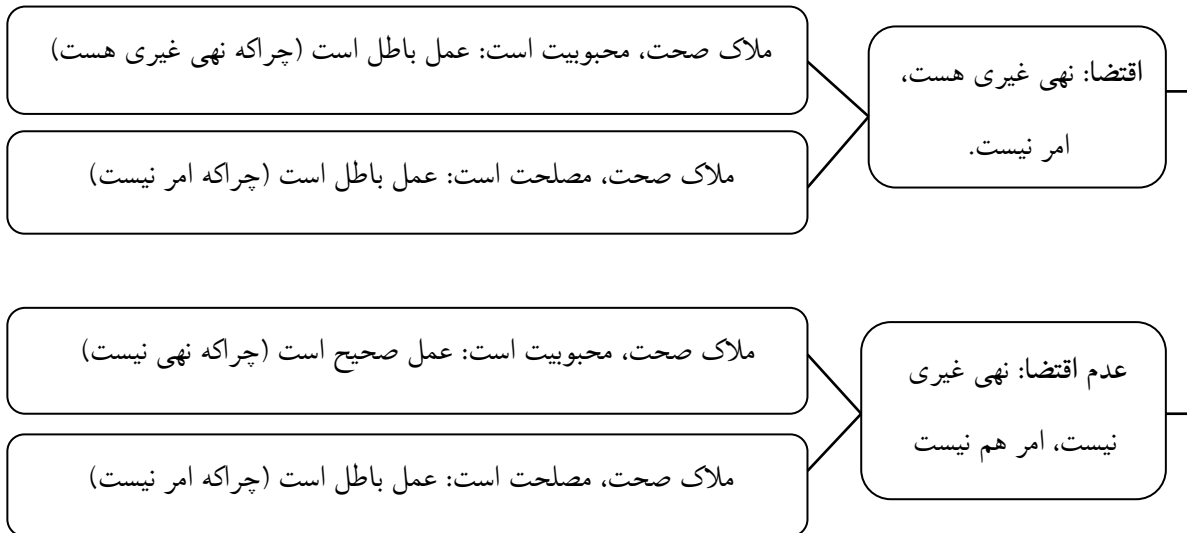 اقتضا: نهی غیری هست،
امر نیست.
ملاک صحت، محبوبیت است: عمل باطل است (چراکه نهی غیری هست)
ملاک صحت، مصلحت است: عمل باطل است (چراکه امر نیست)
عدم اقتضا: نهی غیری
نیست، امر هم نیست
ملاک صحت، محبوبیت است: عمل صحیح است (چراکه نهی نیست)
ملاک صحت، مصلحت است: عمل باطل است (چراکه امر نیست)